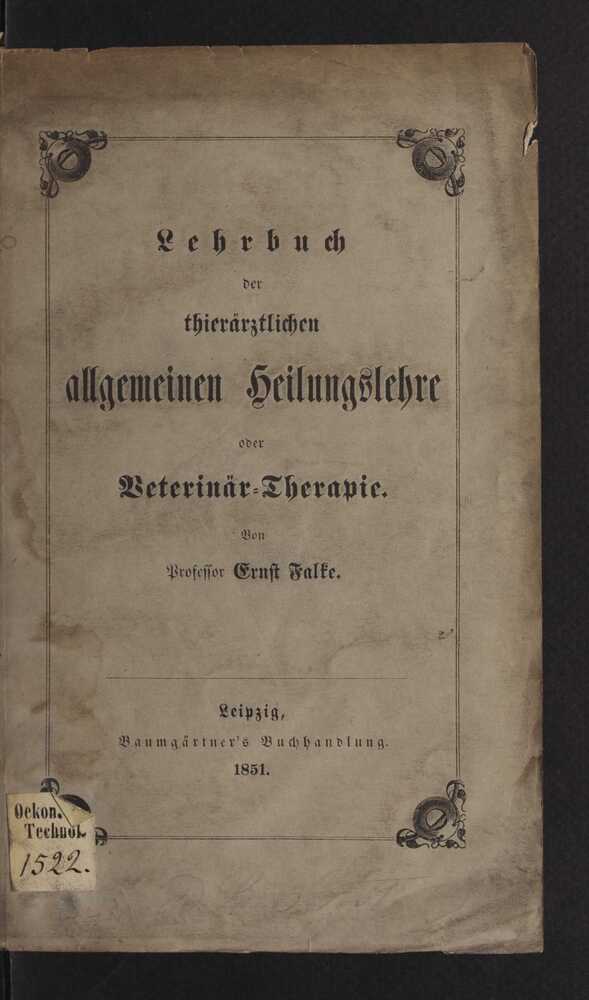 Lehrbuch
der
thierärztlichen
allgemeinen Heilungslehre
oder
Veterinär-Therapie.
Von
Professor Ernst Falke.
Leipzig,
Baumgärtner's Buchhandlung.
1851.
Oekon.
Technol.
1522.